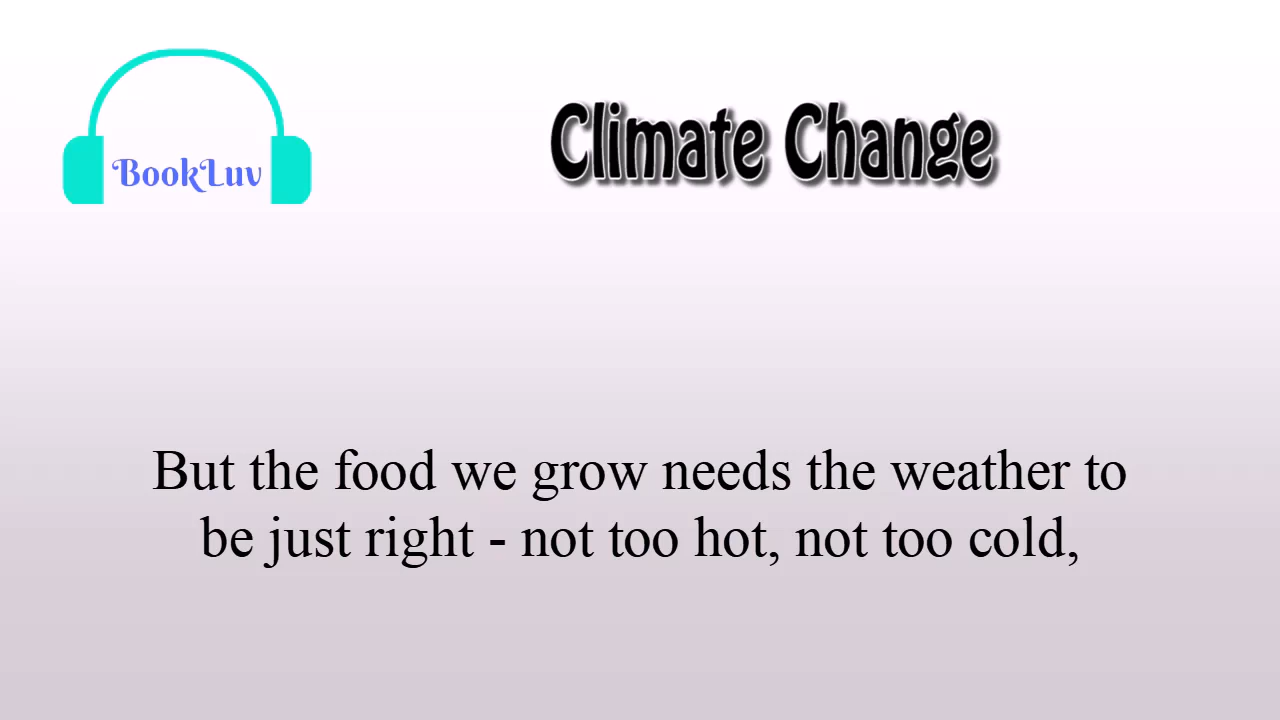 BookLuv
Climate Change
But the food we grow needs the weather to
be just right - not too hot, not too cold,